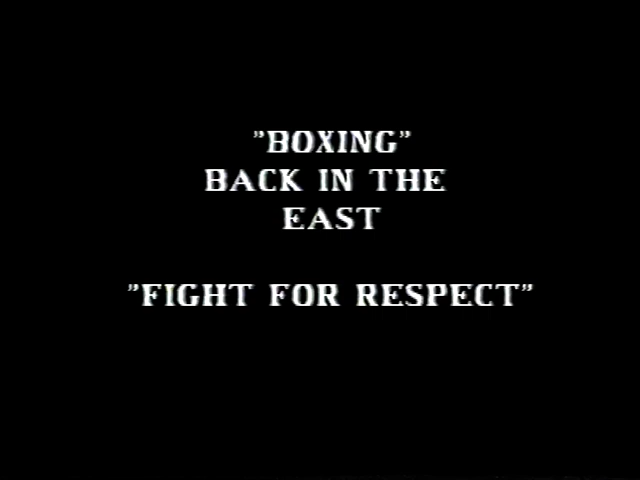 "BOXING"
BACK IN THE
EAST
"FIGHT FOR RESPECT"